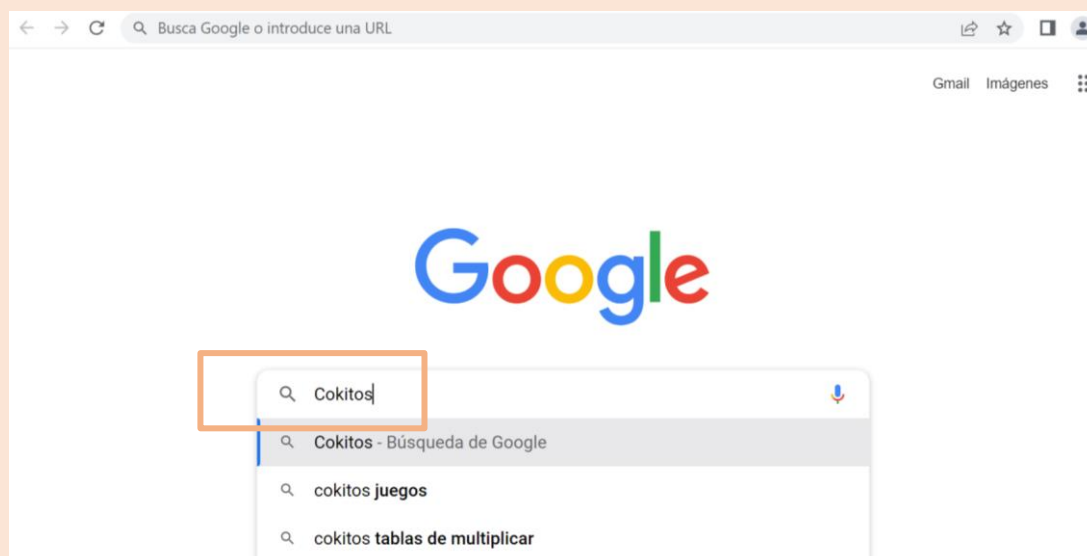 Busca Google o introduce una URL
Gmail Imágenes
Google
Cokitos
Cokitos - Búsqueda de Google
cokitos juegos
cokitos tablas de multiplicar